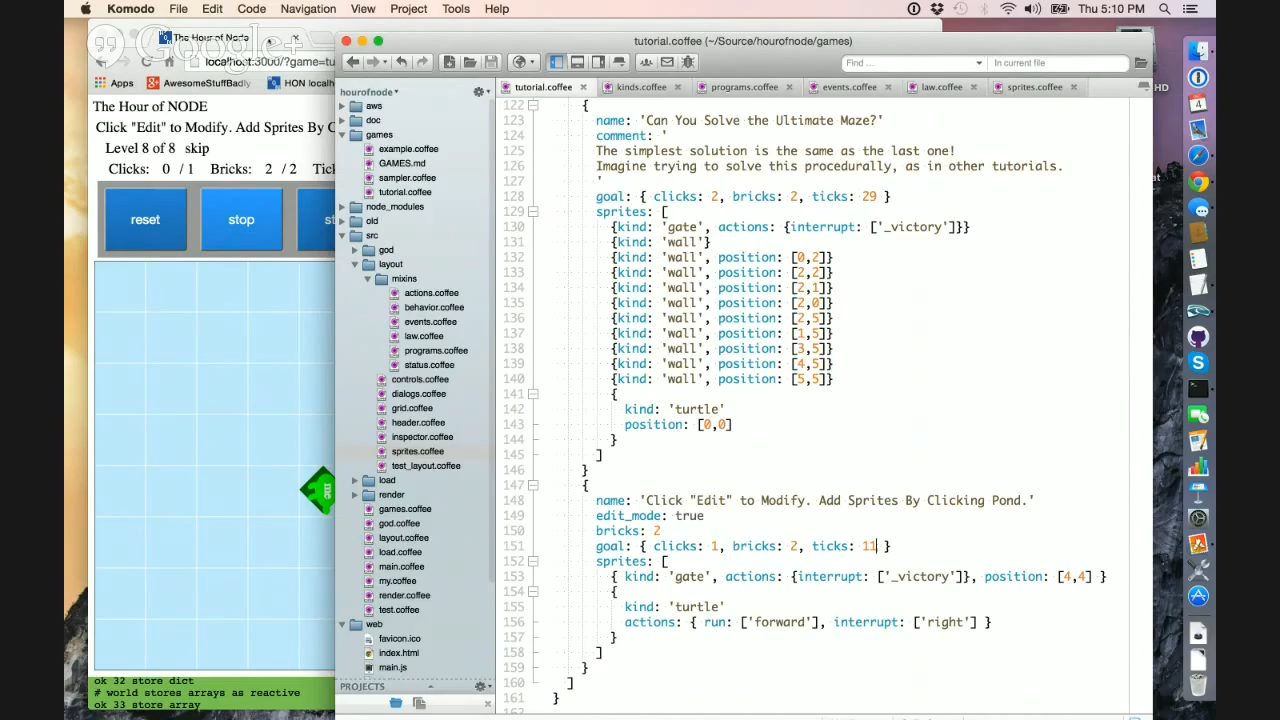 Komodo File Edit Code Navigation View Project Tools Help Thu 5:10 PM
Google+
The Hour of Node
localhost:3000/?game=tu
Apps AwesomeStuffBadly HON localh
The Hour of NODE
Click "Edit" to Modify. Add Sprites By C
Level 8 of 8 skip
Clicks: 0 / 1 Bricks: 2 / 2 Tick
reset stop st
me
ok 32 store dict
# world stores arrays as reactive
ok 33 store array
tutorial.coffee (~/Source/hourofnode/games)
Find ... In current file
hourofnode
aws
doc
games
example.coffee
GAMES.md
sampler.coffee
tutorial.coffee
node_modules
old
src
god
layout
mixins
actions.coffee
behavior.coffee
events.coffee
law.coffee
programs.coffee
status.coffee
controls.coffee
dialogs.coffee
grid.coffee
header.coffee
inspector.coffee
sprites.coffee
test_layout.coffee
load
render
games.coffee
god.coffee
layout.coffee
load.coffee
main.coffee
my.coffee
render.coffee
test.coffee
web
favicon.ico
index.html
main.js
PROJECTS
tutorial.coffee kinds.coffee programs.coffee events.coffee law.coffee sprites.coffee HD
122 {
123 name: 'Can You Solve the Ultimate Maze?'
124 comment: '
125 The simplest solution is the same as the last one!
126 Imagine trying to solve this procedurally, as in other tutorials.
127 '
128 goal: { clicks: 2, bricks: 2, ticks: 29 }
129 sprites: [
130 {kind: 'gate', actions: {interrupt: ['_victory']}}
131 {kind: 'wall'}
132 {kind: 'wall', position: [0,2]}
133 {kind: 'wall', position: [2,2]}
134 {kind: 'wall', position: [2,1]}
135 {kind: 'wall', position: [2,0]}
136 {kind: 'wall', position: [2,5]}
137 {kind: 'wall', position: [1,5]}
138 {kind: 'wall', position: [3,5]}
139 {kind: 'wall', position: [4,5]}
140 {kind: 'wall', position: [5,5]}
141 {
142 kind: 'turtle'
143 position: [0,0]
144 }
145 ]
146 }
147 {
148 name: 'Click "Edit" to Modify. Add Sprites By Clicking Pond.'
149 edit_mode: true
150 bricks: 2
151 goal: { clicks: 1, bricks: 2, ticks: 11 }
152 sprites: [
153 { kind: 'gate', actions: {interrupt: ['_victory']}, position: [4,4] }
154 {
155 kind: 'turtle'
156 actions: { run: ['forward'], interrupt: ['right'] }
157 }
158 ]
159 }
160 ]
161 }